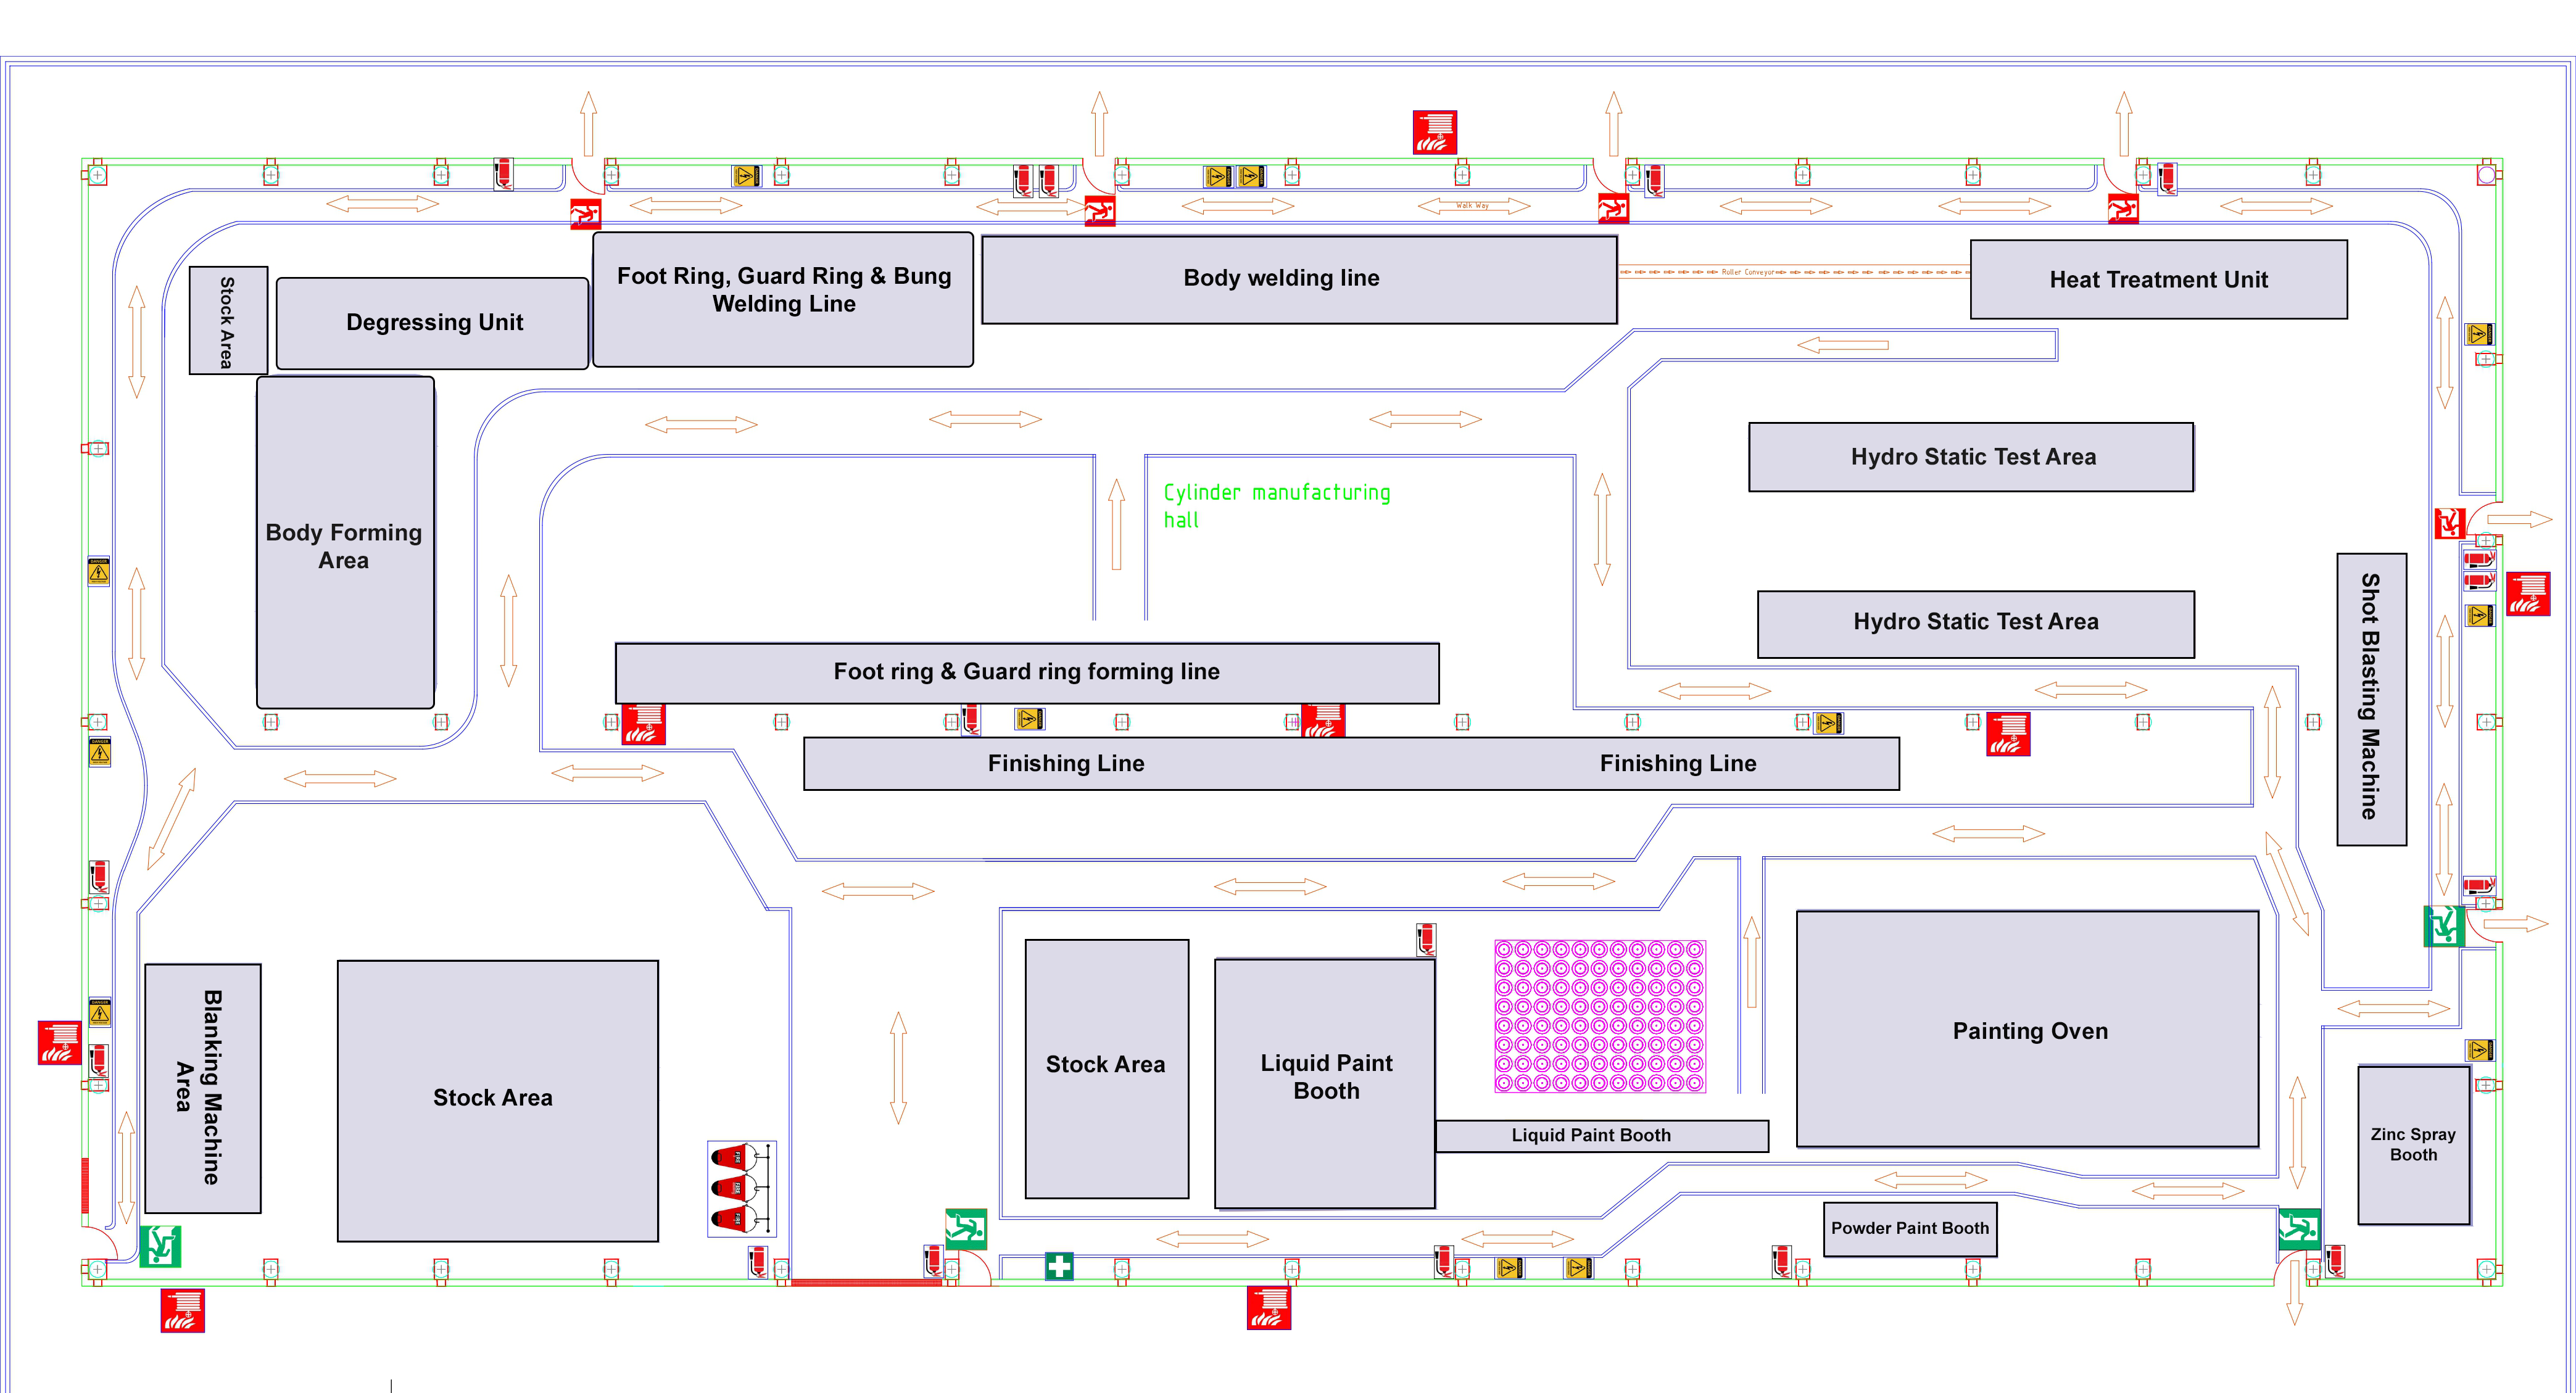 Walk Way
Stock Area
Degressing Unit
Foot Ring, Guard Ring & Bung
Welding Line
Body welding line
Roller Conveyor
Heat Treatment Unit
Body Forming
Area
Cylinder manufacturing
hall
Hydro Static Test Area
Hydro Static Test Area
Shot Blasting Machine
Foot ring & Guard ring forming line
Finishing Line
Finishing Line
Blanking Machine
Area
Stock Area
FIRE
FIRE
FIRE
Stock Area
Liquid Paint
Booth
Liquid Paint Booth
Painting Oven
Powder Paint Booth
Zinc Spray
Booth